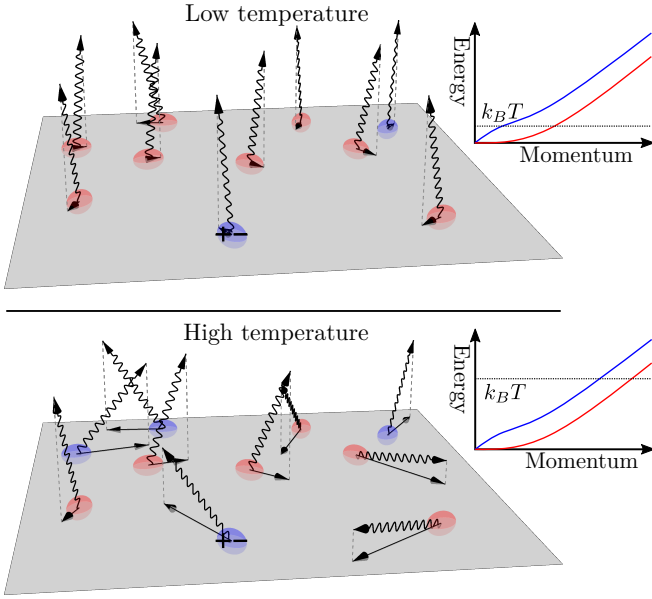 Low temperature
Energy
k_BT
Momentum
+−
High temperature
Energy
k_BT
Momentum
+−